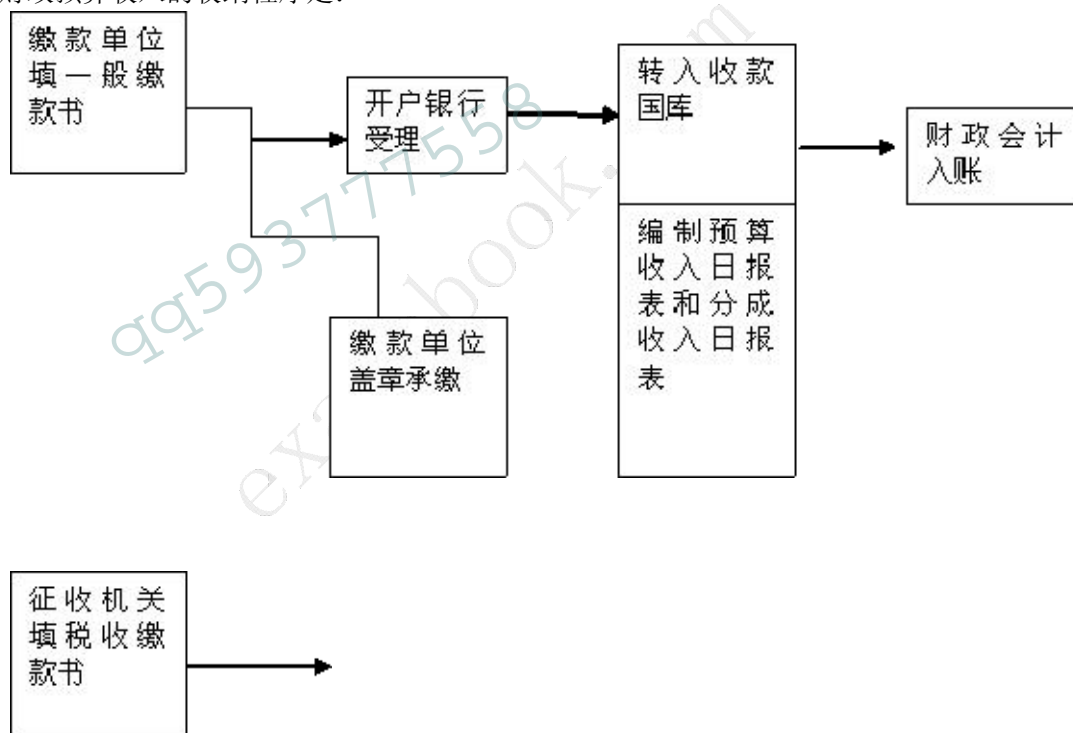 缴款单位
填一般缴
款书
开户银行
受理
转入收款
国库
财政会计
入账
编制预算
收入日报
表和分成
收入日报
表
缴款单位
盖章承缴
征收机关
填税收缴
款书
qq593777558